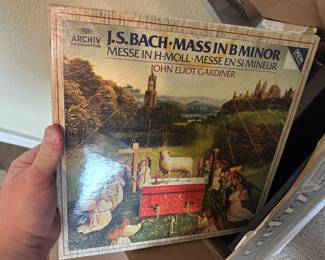 ARCHIV
PRODUKTION
J.S.BACH · MASS IN B MINOR
MESSE IN H-MOLL · MESSE EN SI MINEUR
JOHN ELIOT GARDINER